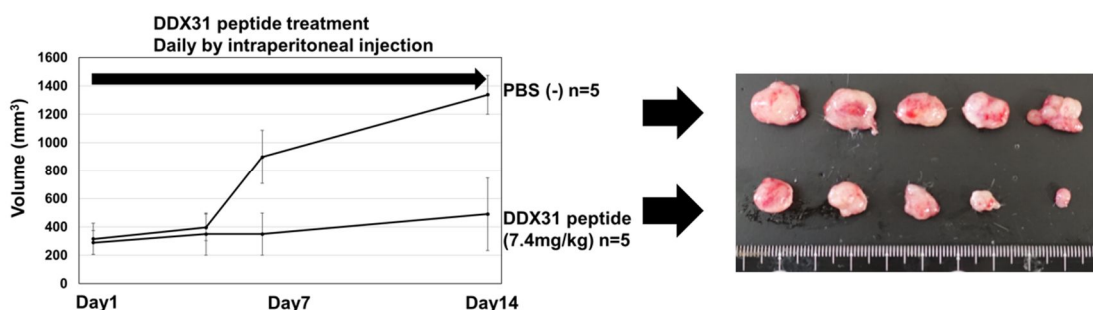 DDX31 peptide treatment
Daily by intraperitoneal injection
1600
1400
1200
1000
800
600
400
200
0
Volume (mm³)
Day1
Day7
Day14
PBS (-) n=5
DDX31 peptide
(7.4mg/kg) n=5